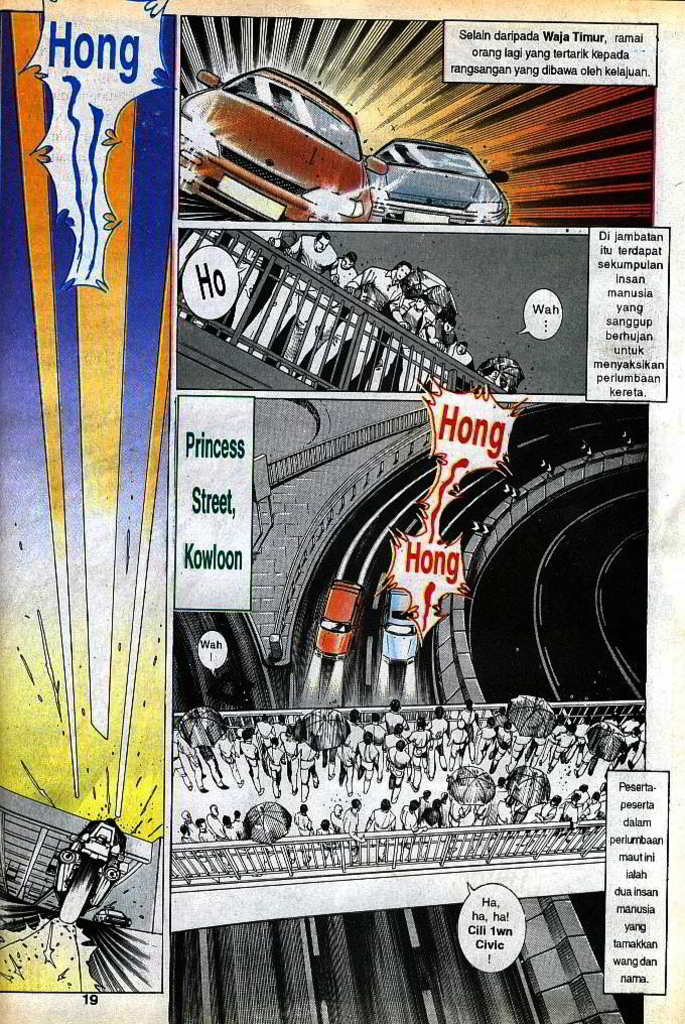 Hong
Selain daripada Waja Timur, ramai
orang lagi yang tertarik kepada
rangsangan yang dibawa oleh kelajuan.
Ho
Wah
...
Di jambatan
itu terdapat
sekumpulan
insan
manusia
yang
sanggup
berhujan
untuk
menyaksikan
perlumbaan
kereta.
Princess
Street,
Kowloon
Hong
Hong
Wah
!
Peserta-
peserta
dalam
perlumbaan
maut ini
ialah
dua insan
manusia
yang
tamakkan
wang dan
nama.
Ha,
ha, ha!
Cili 1wn
Civic
!
19